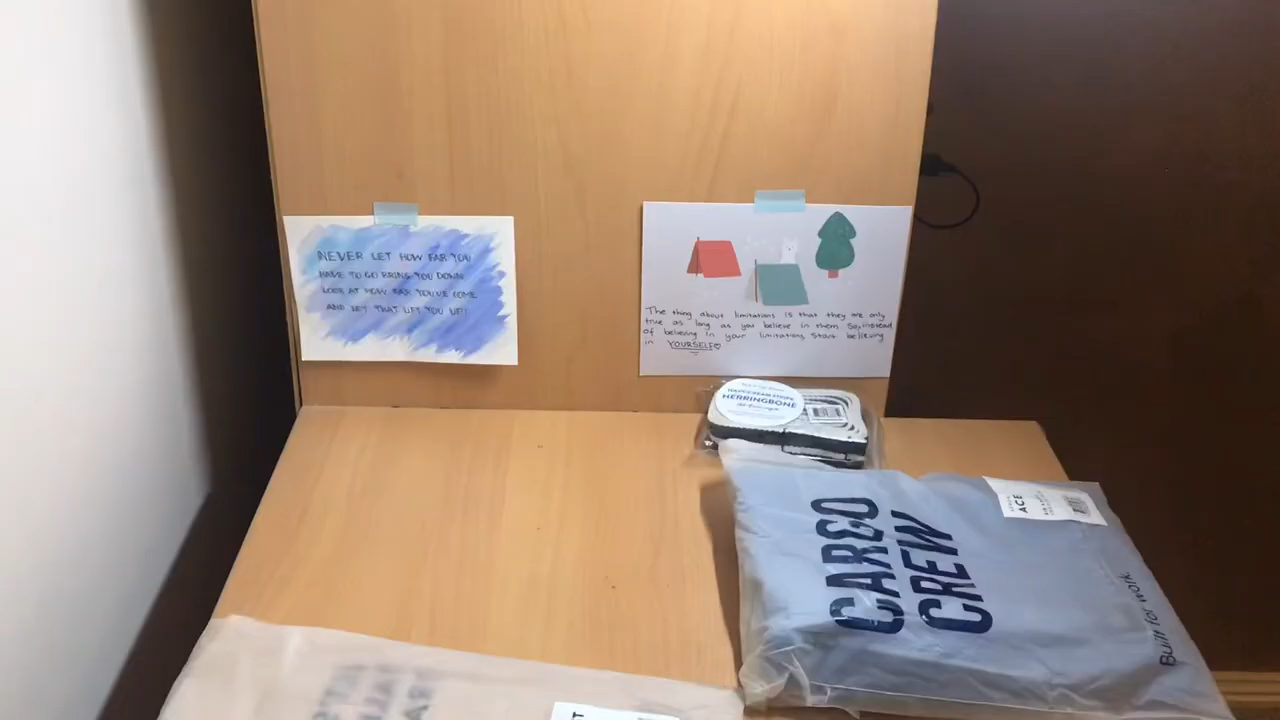 NEVER LET HOW FAR YOU
HAVE TO GO BRING YOU DOWN
LOOK AT HOW FAR YOU'VE COME
AND LET THAT LIFT YOU UP!
The thing about limitations is that they are only
true as long as you believe in them. So, instead
of believing in your limitations, start believing
in YOURSELF♡
HERRINGBONE
CARGO
CREW
Built for work.
ACE